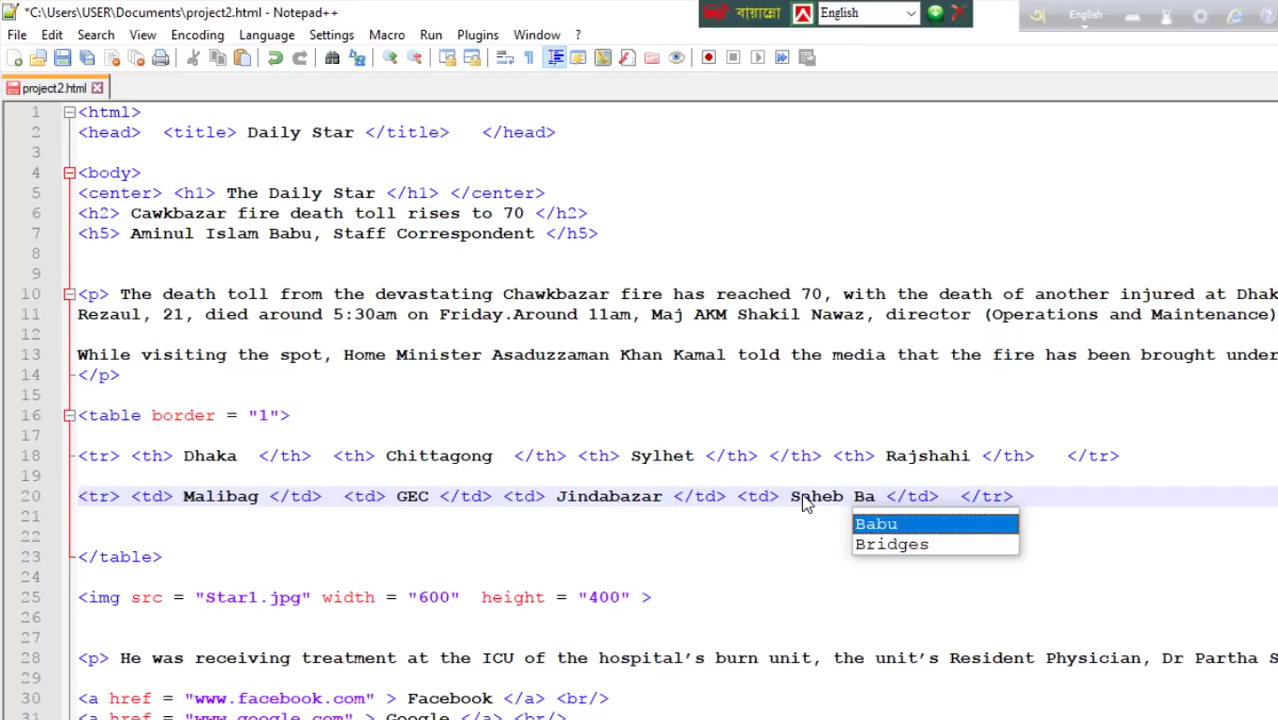 *C:\Users\USER\Documents\project2.html - Notepad++
বায়ান্নো English
English
File Edit Search View Encoding Language Settings Macro Run Plugins Window ?
project2.html
1 <html>
2 <head> <title> Daily Star </title> </head>
3
4 <body>
5 <center> <h1> The Daily Star </h1> </center>
6 <h2> Cawkbazar fire death toll rises to 70 </h2>
7 <h5> Aminul Islam Babu, Staff Correspondent </h5>
8
9
10 <p> The death toll from the devastating Chawkbazar fire has reached 70, with the death of another injured at Dhak
11 Rezaul, 21, died around 5:30am on Friday.Around 11am, Maj AKM Shakil Nawaz, director (Operations and Maintenance)
12
13 While visiting the spot, Home Minister Asaduzzaman Khan Kamal told the media that the fire has been brought under
14 </p>
15
16 <table border = "1">
17
18 <tr> <th> Dhaka </th> <th> Chittagong </th> <th> Sylhet </th> </th> <th> Rajshahi </th> </tr>
19
20 <tr> <td> Malibag </td> <td> GEC </td> <td> Jindabazar </td> <td> Saheb Ba </td> </tr>
21
Babu
22
Bridges
23 </table>
24
25 <img src = "Star1.jpg" width = "600" height = "400" >
26
27
28 <p> He was receiving treatment at the ICU of the hospital’s burn unit, the unit’s Resident Physician, Dr Partha S
29
30 <a href = "www.facebook.com" > Facebook </a> <br/>
31 <a href = "www.google.com" > Google </a> <br/>